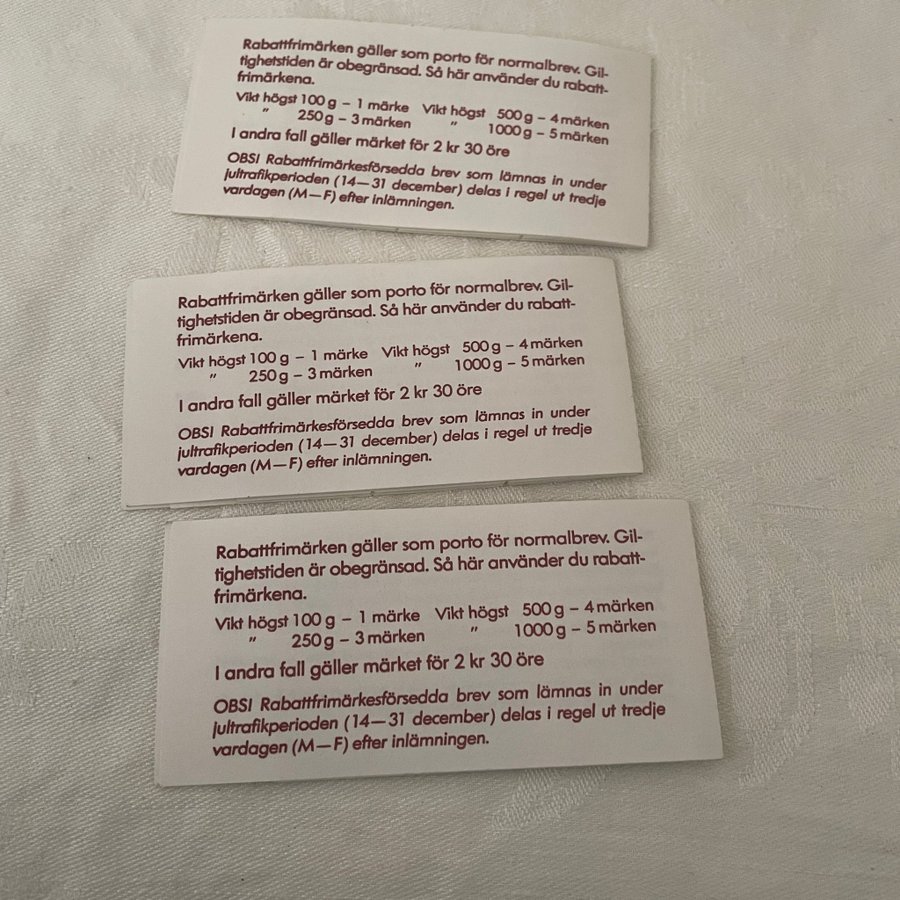 Rabattfrimärken gäller som porto för normalbrev. Gil-
tighetstiden är obegränsad. Så här använder du rabatt-
frimärkena.
Vikt högst 100 g – 1 märke Vikt högst 500 g – 4 märken
" 250 g – 3 märken " 1000 g – 5 märken
I andra fall gäller märket för 2 kr 30 öre
OBS! Rabattfrimärkesförsedda brev som lämnas in under
jultrafikperioden (14—31 december) delas i regel ut tredje
vardagen (M—F) efter inlämningen.
Rabattfrimärken gäller som porto för normalbrev. Gil-
tighetstiden är obegränsad. Så här använder du rabatt-
frimärkena.
Vikt högst 100 g – 1 märke Vikt högst 500 g – 4 märken
" 250 g – 3 märken " 1000 g – 5 märken
I andra fall gäller märket för 2 kr 30 öre
OBS! Rabattfrimärkesförsedda brev som lämnas in under
jultrafikperioden (14—31 december) delas i regel ut tredje
vardagen (M—F) efter inlämningen.
Rabattfrimärken gäller som porto för normalbrev. Gil-
tighetstiden är obegränsad. Så här använder du rabatt-
frimärkena.
Vikt högst 100 g – 1 märke Vikt högst 500 g – 4 märken
" 250 g – 3 märken " 1000 g – 5 märken
I andra fall gäller märket för 2 kr 30 öre
OBS! Rabattfrimärkesförsedda brev som lämnas in under
jultrafikperioden (14—31 december) delas i regel ut tredje
vardagen (M—F) efter inlämningen.